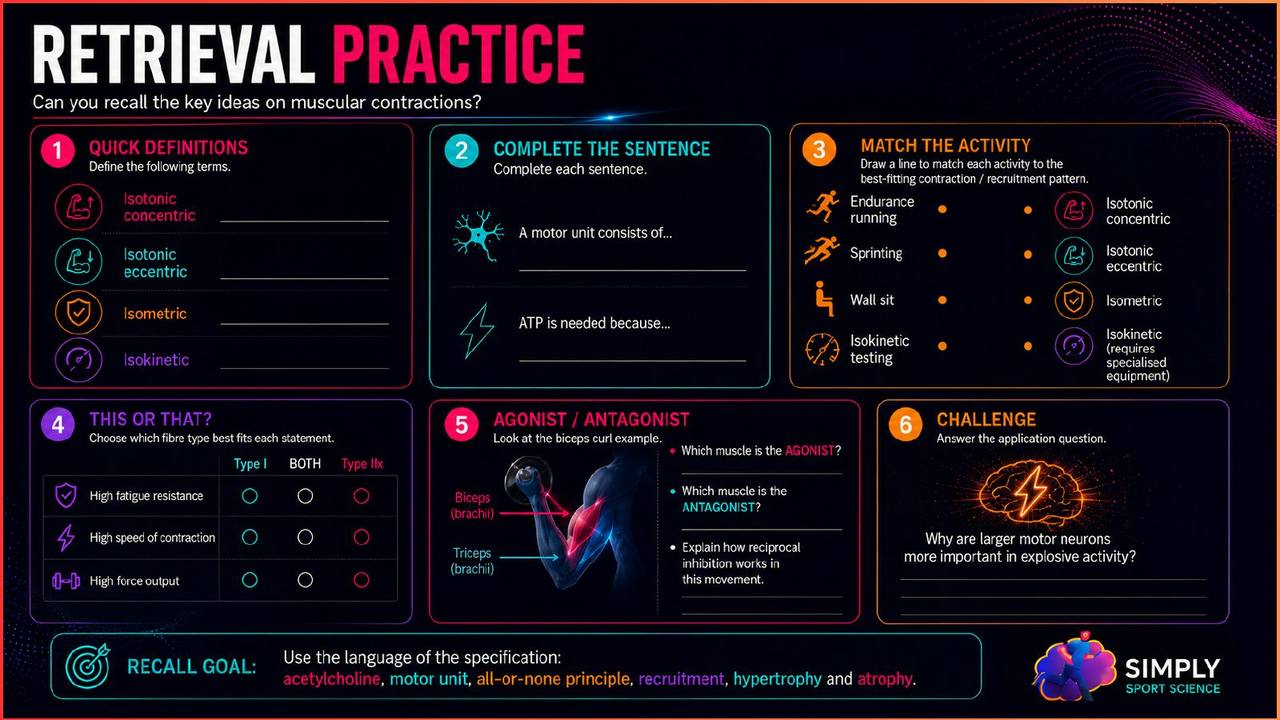 RETRIEVAL PRACTICE
Can you recall the key ideas on muscular contractions?
1
QUICK DEFINITIONS
Define the following terms.
Isotonic
concentric
Isotonic
eccentric
Isometric
Isokinetic
2
COMPLETE THE SENTENCE
Complete each sentence.
A motor unit consists of...
ATP is needed because...
3
MATCH THE ACTIVITY
Draw a line to match each activity to the
best-fitting contraction / recruitment pattern.
Endurance
running
Sprinting
Wall sit
Isokinetic
testing
Isotonic
concentric
Isotonic
eccentric
Isometric
Isokinetic
(requires
specialised
equipment)
4
THIS OR THAT?
Choose which fibre type best fits each statement.
Type I BOTH Type IIx
High fatigue resistance
High speed of contraction
High force output
5
AGONIST / ANTAGONIST
Look at the biceps curl example.
Biceps
(brachii)
Triceps
(brachii)
• Which muscle is the AGONIST?
• Which muscle is the
ANTAGONIST?
• Explain how reciprocal
inhibition works in
this movement.
6
CHALLENGE
Answer the application question.
Why are larger motor neurons
more important in explosive activity?
RECALL GOAL:
Use the language of the specification:
acetylcholine, motor unit, all-or-none principle, recruitment, hypertrophy and atrophy.
SIMPLY
SPORT SCIENCE